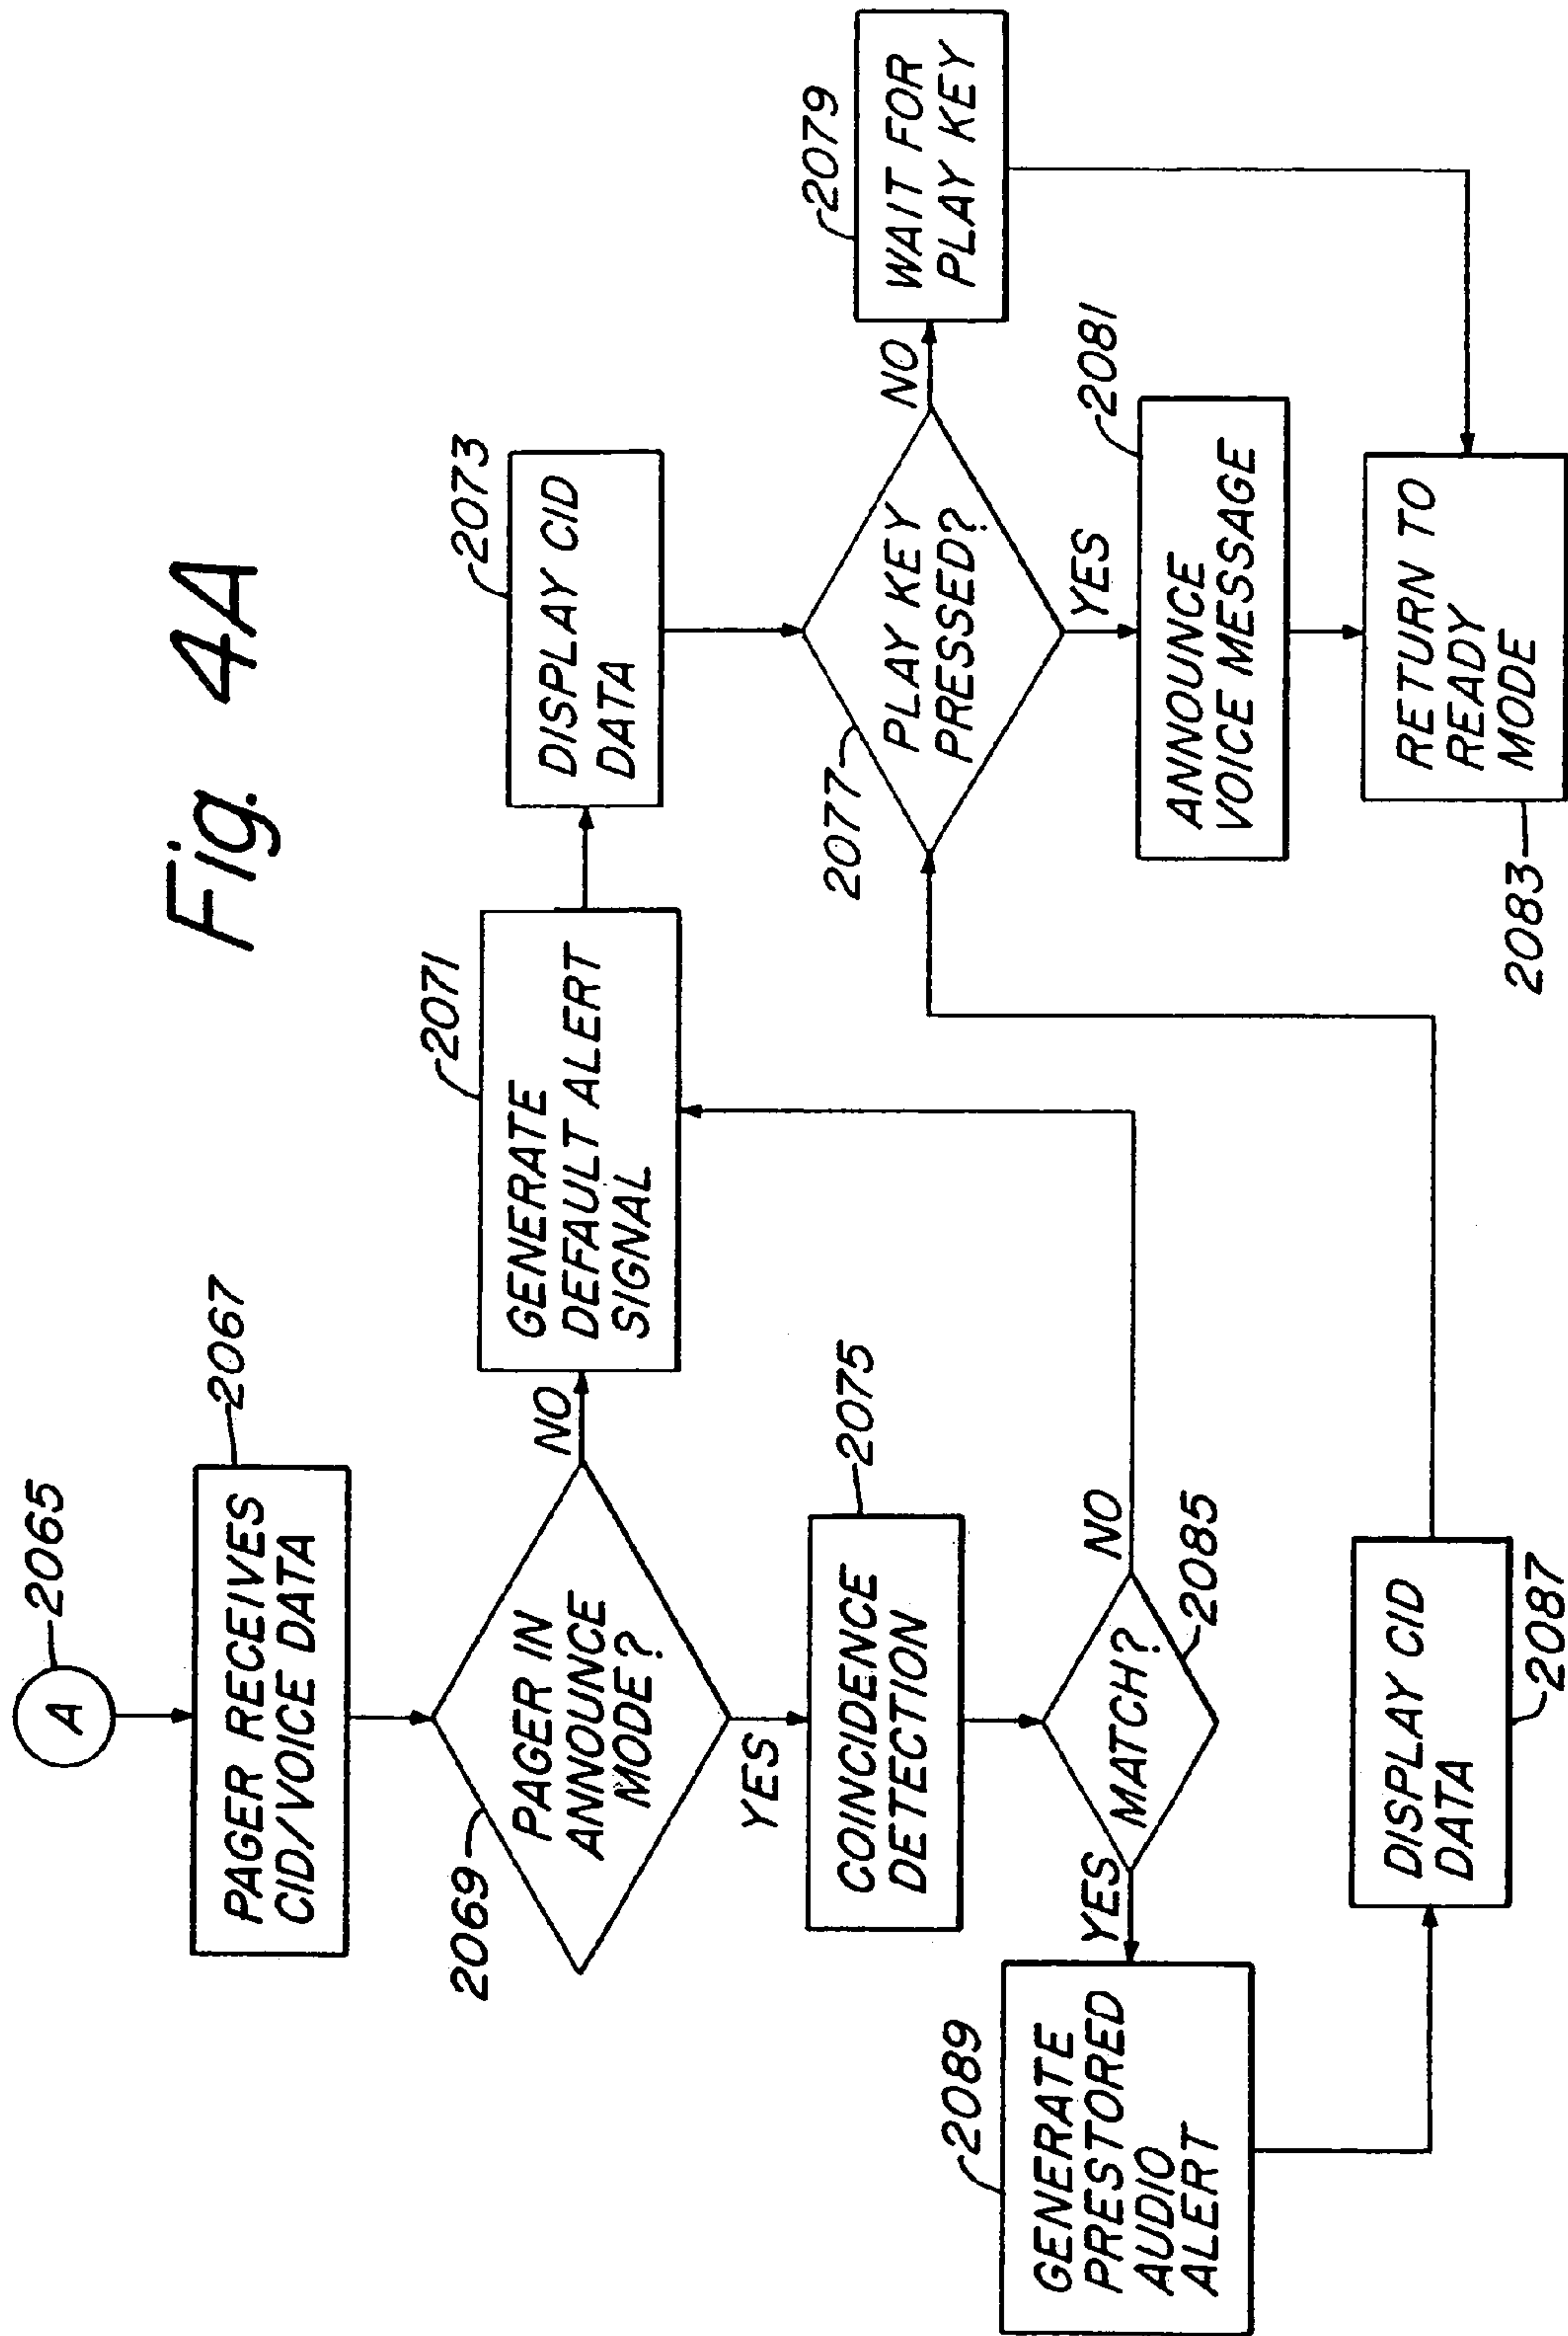 Fig. 4A
A
2065
PAGER RECEIVES
CID/VOICE DATA
2067
PAGER IN
ANNOUNCE
MODE?
2069
NO
YES
GENERATE
DEFAULT ALERT
SIGNAL
2071
DISPLAY CID
DATA
2073
COINCIDENCE
DETECTION
2075
MATCH?
2085
NO
YES
GENERATE
PRESTORED
AUDIO
ALERT
2089
DISPLAY CID
DATA
2087
PLAY KEY
PRESSED?
2077
NO
YES
WAIT FOR
PLAY KEY
2079
ANNOUNCE
VOICE MESSAGE
2081
RETURN TO
READY
MODE
2083